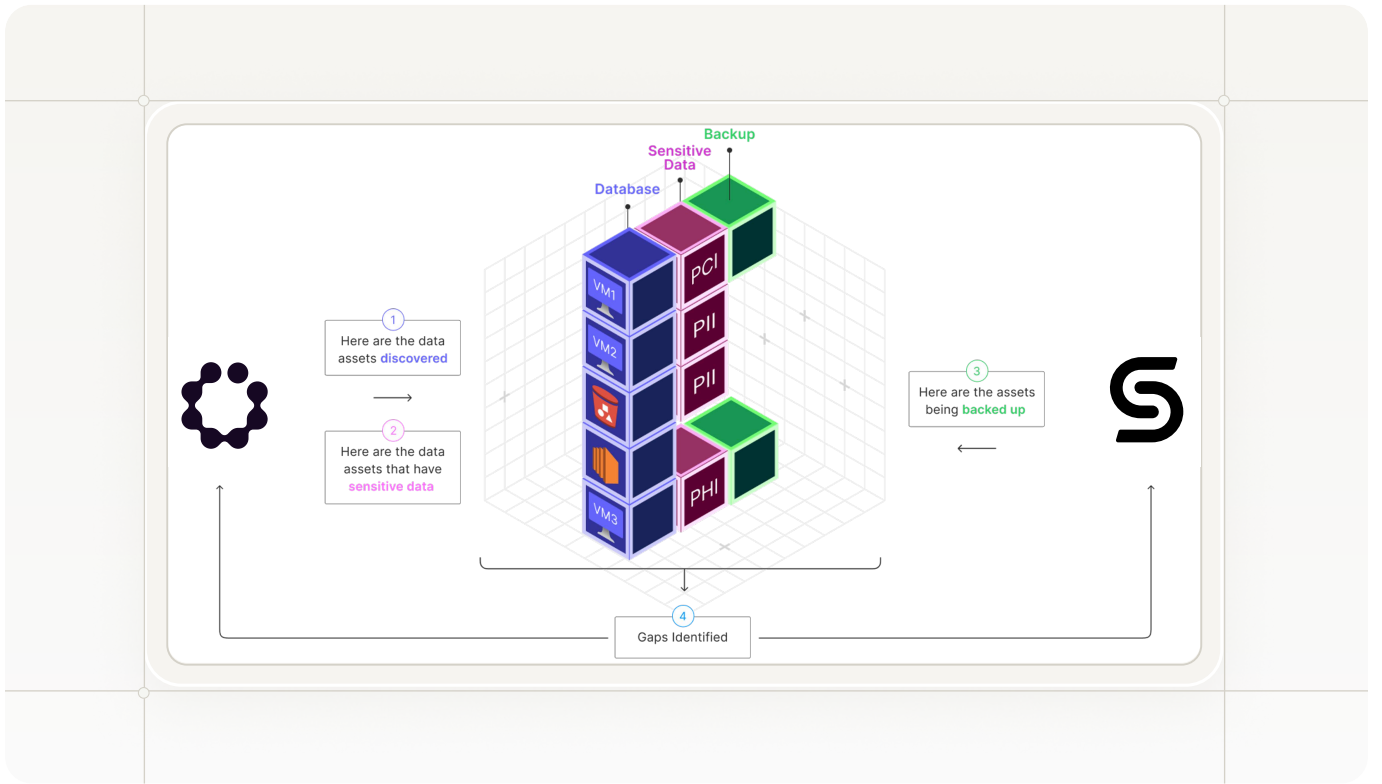 Backup
Sensitive
Data
Database
VM1
VM2
VM3
PCI
PII
PII
PHI
1
Here are the data
assets discovered
2
Here are the data
assets that have
sensitive data
3
Here are the assets
being backed up
4
Gaps Identified